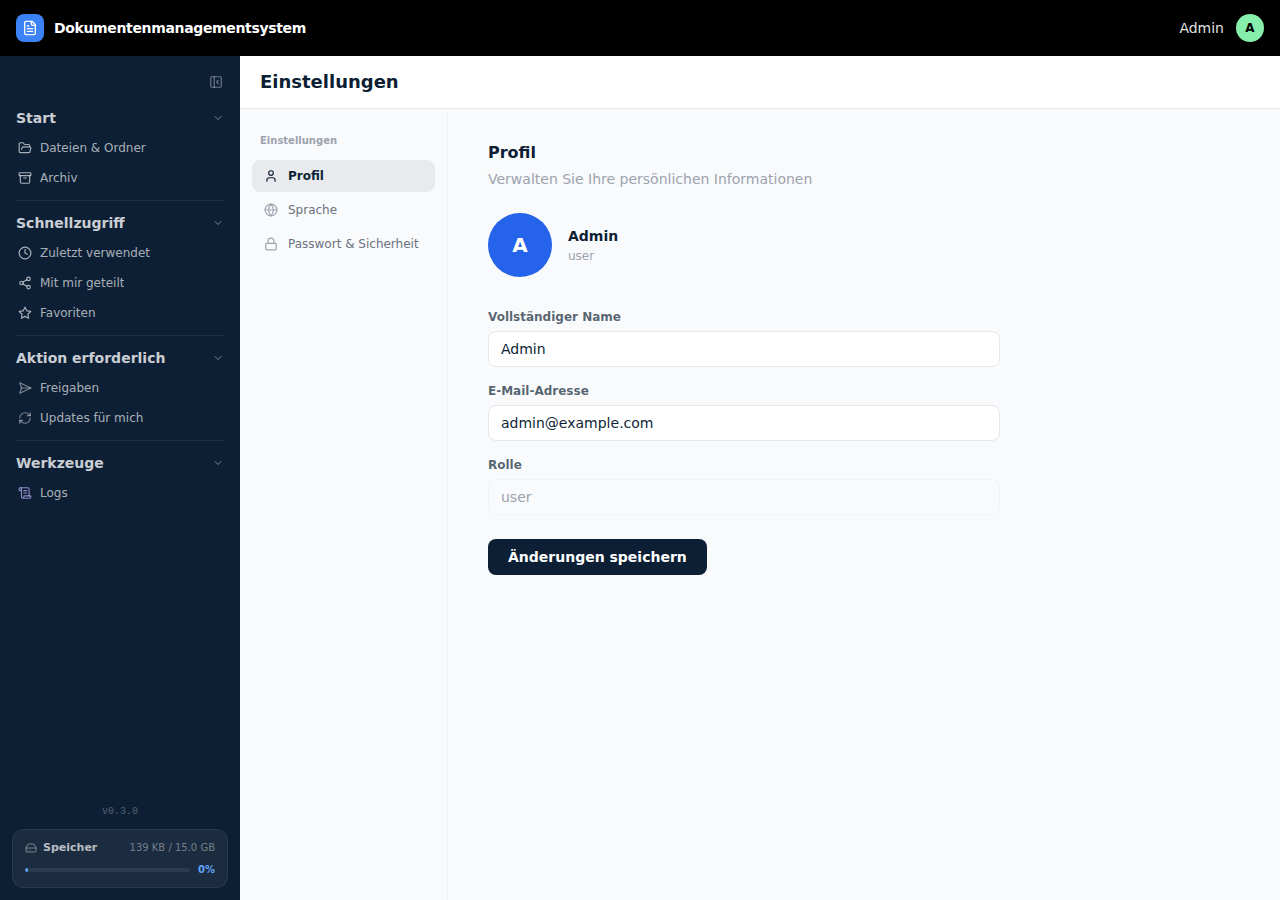 Dokumentenmanagementsystem
Admin
A
Start
Dateien & Ordner
Archiv
Schnellzugriff
Zuletzt verwendet
Mit mir geteilt
Favoriten
Aktion erforderlich
Freigaben
Updates für mich
Werkzeuge
Logs
v0.3.0
Speicher
139 KB / 15.0 GB
0%
Einstellungen
Einstellungen
Profil
Sprache
Passwort & Sicherheit
Profil
Verwalten Sie Ihre persönlichen Informationen
A
Admin
user
Vollständiger Name
Admin
E-Mail-Adresse
admin@example.com
Rolle
user
Änderungen speichern